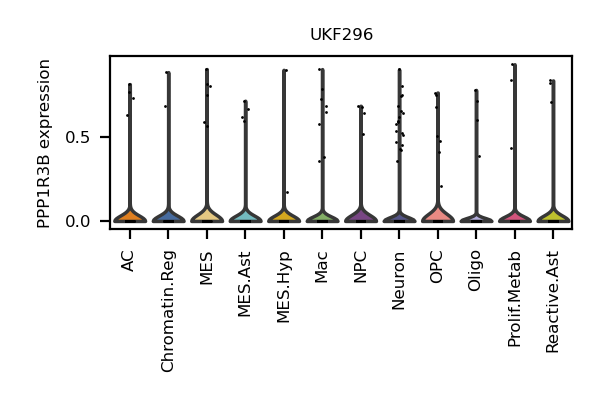 UKF296
PPP1R3B expression
0.5
0.0
AC
Chromatin.Reg
MES
MES.Ast
MES.Hyp
Mac
NPC
Neuron
OPC
Oligo
Prolif.Metab
Reactive.Ast